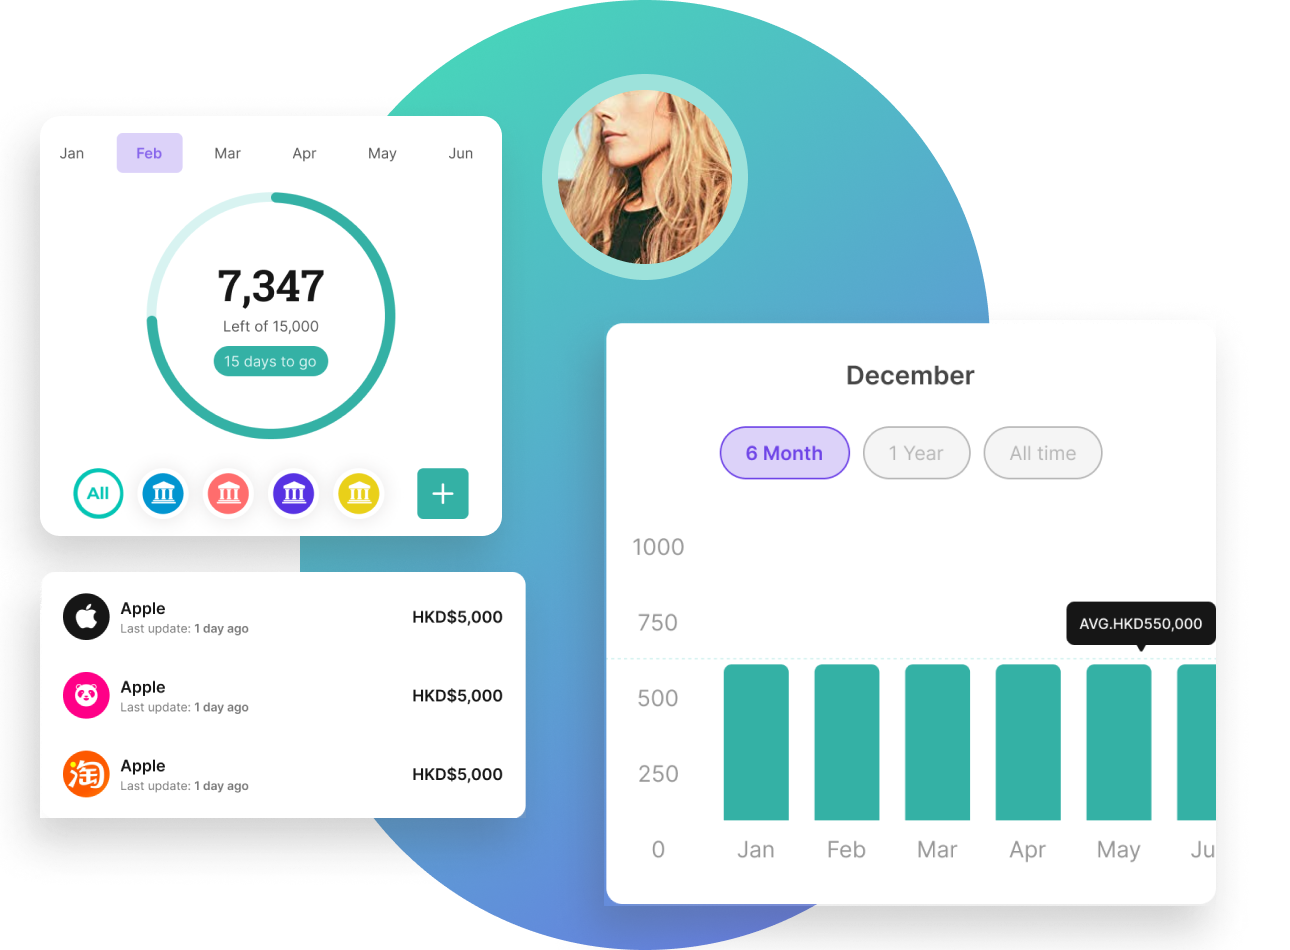 Jan Feb Mar Apr May Jun
7,347
Left of 15,000
15 days to go
All
Apple
Last update: 1 day ago
HKD$5,000
Apple
Last update: 1 day ago
HKD$5,000
淘
Apple
Last update: 1 day ago
HKD$5,000
December
6 Month 1 Year All time
1000
750
AVG.HKD550,000
500
250
0 Jan Feb Mar Apr May Ju